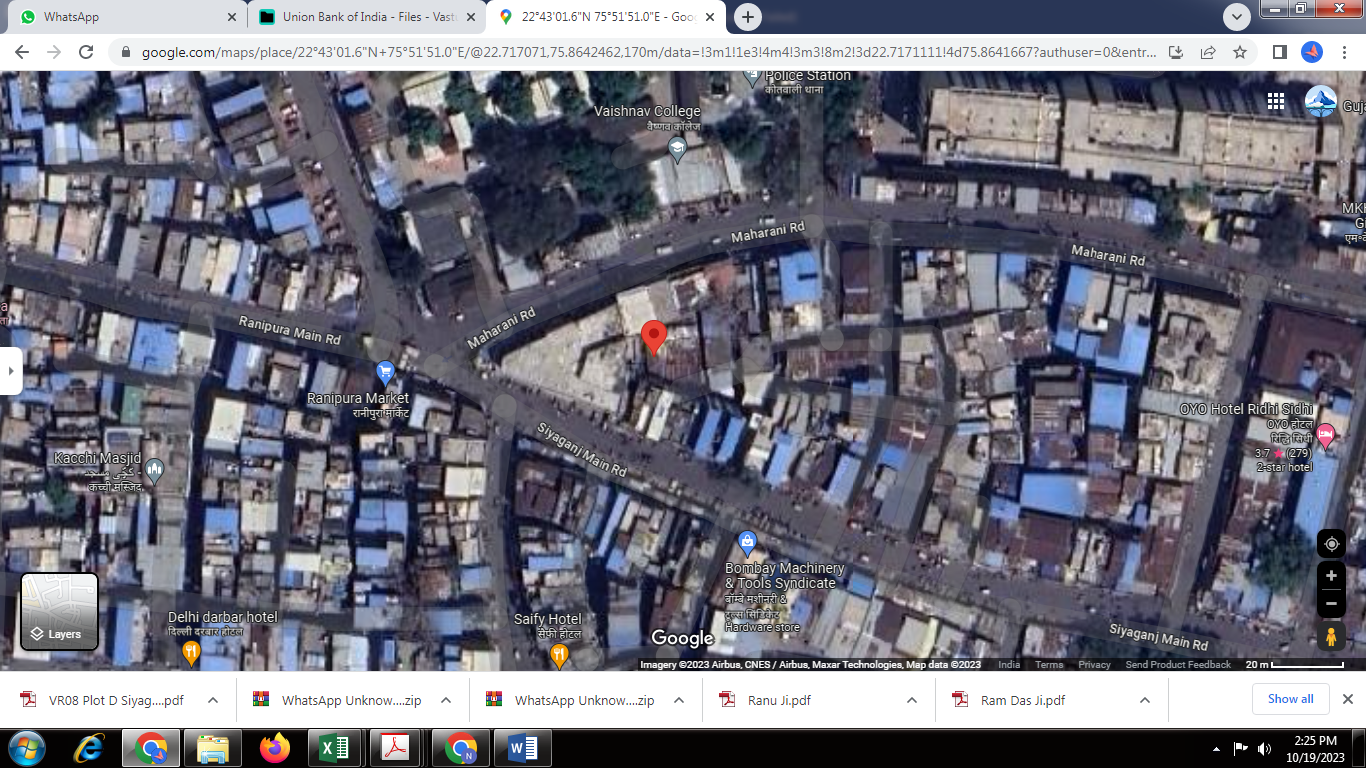 WhatsApp
Union Bank of India - Files - Vastu
22°43'01.6"N 75°51'51.0"E - Goo
google.com/maps/place/22°43'01.6"N+75°51'51.0"E/@22.717071,75.8642462,170m/data=!3m1!1e3!4m4!3m3!8m2!3d22.7171111!4d75.8641667?authuser=0&entr...
Police Station
कोतवाली थाना
Vaishnav College
वैष्णव कॉलेज
Guj
MKH
G
एम॰
Maharani Rd
Maharani Rd
Maharani Rd
Ranipura Main Rd
Ranipura Market
रानीपुरा मार्केट
Siyaganj Main Rd
OYO Hotel Ridhi Sidhi
OYO होटल
रिद्धि सिधी
3.7 ★ (279)
2-star hotel
Kacchi Masjid
कच्ची मस्जिद
Bombay Machinery
& Tools Syndicate
बॉम्बे मशीनरी &
टूल्स सिंडिकेट
Hardware store
Layers
Delhi darbar hotel
दिल्ली दरबार होटल
Saify Hotel
सैफी होटल
Siyaganj Main Rd
Google
Imagery ©2023 Airbus, CNES / Airbus, Maxar Technologies, Map data ©2023
India
Terms
Privacy
Send Product Feedback
20 m
VR08 Plot D Siyag....pdf
WhatsApp Unknow....zip
WhatsApp Unknow....zip
Ranu Ji.pdf
Ram Das Ji.pdf
Show all
2:25 PM
10/19/2023